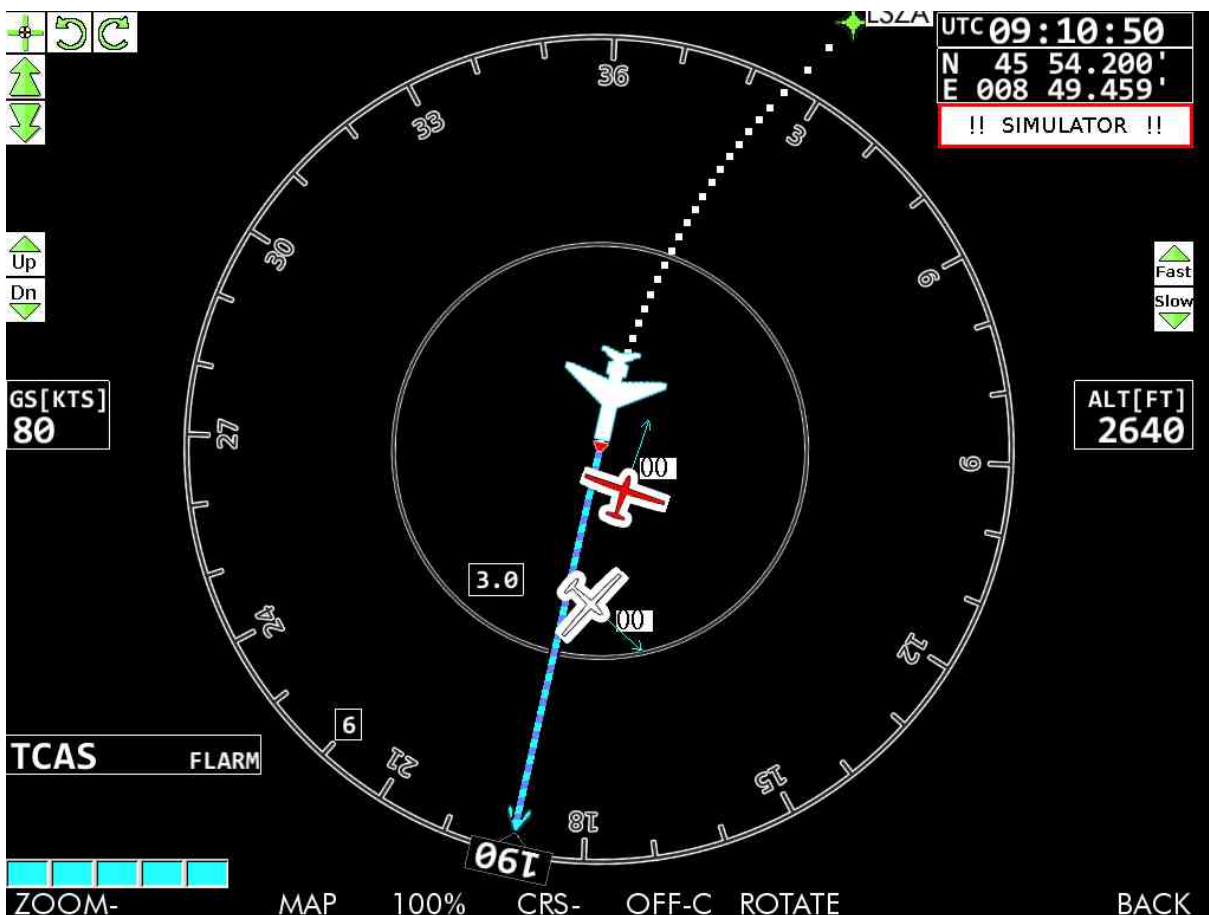 LSZA
UTC 09:10:50
N 45 54.200'
E 008 49.459'
!! SIMULATOR !!
36
33
3
30
6
Up
Dn
Fast
Slow
GS[KTS]
80
ALT[FT]
2640
27
9
00
3.0
00
24
12
6
TCAS FLARM
21
15
18
190
ZOOM- MAP 100% CRS- OFF-C ROTATE BACK